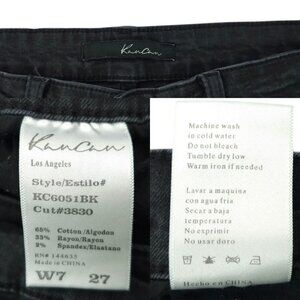 KanCan
KanCan
Los Angeles
Style/Estilo#
KC6051BK
Cut#3830
65% Cotton/Algodon
33% Rayon/Rayon
2% Spandex/Elastano
RN# 144635
Made in CHINA
W7 27
Machine wash
in cold water
Do not bleach
Tumble dry low
Warm iron if needed
Lavar a maquina
con agua fria
Secar a baja
temperatura
No exprimir
No usar doro
Hecho en CHINA